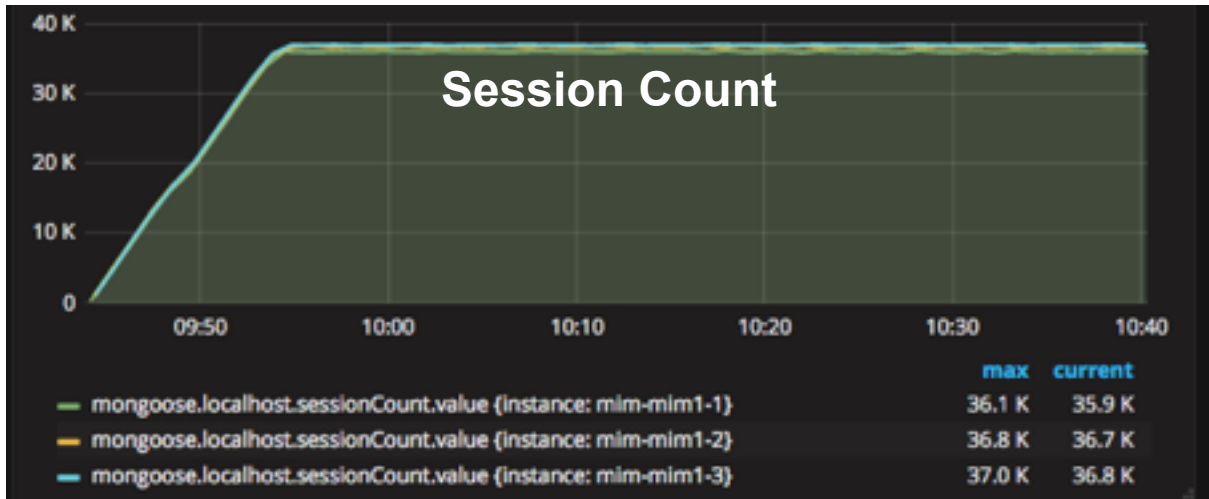 40 K
Session Count
30 K
20 K
10 K
0
09:50 10:00 10:10 10:20 10:30 10:40
max current
mongoose.localhost.sessionCount.value {instance: mim-mim1-1} 36.1 K 35.9 K
mongoose.localhost.sessionCount.value {instance: mim-mim1-2} 36.8 K 36.7 K
mongoose.localhost.sessionCount.value {instance: mim-mim1-3} 37.0 K 36.8 K